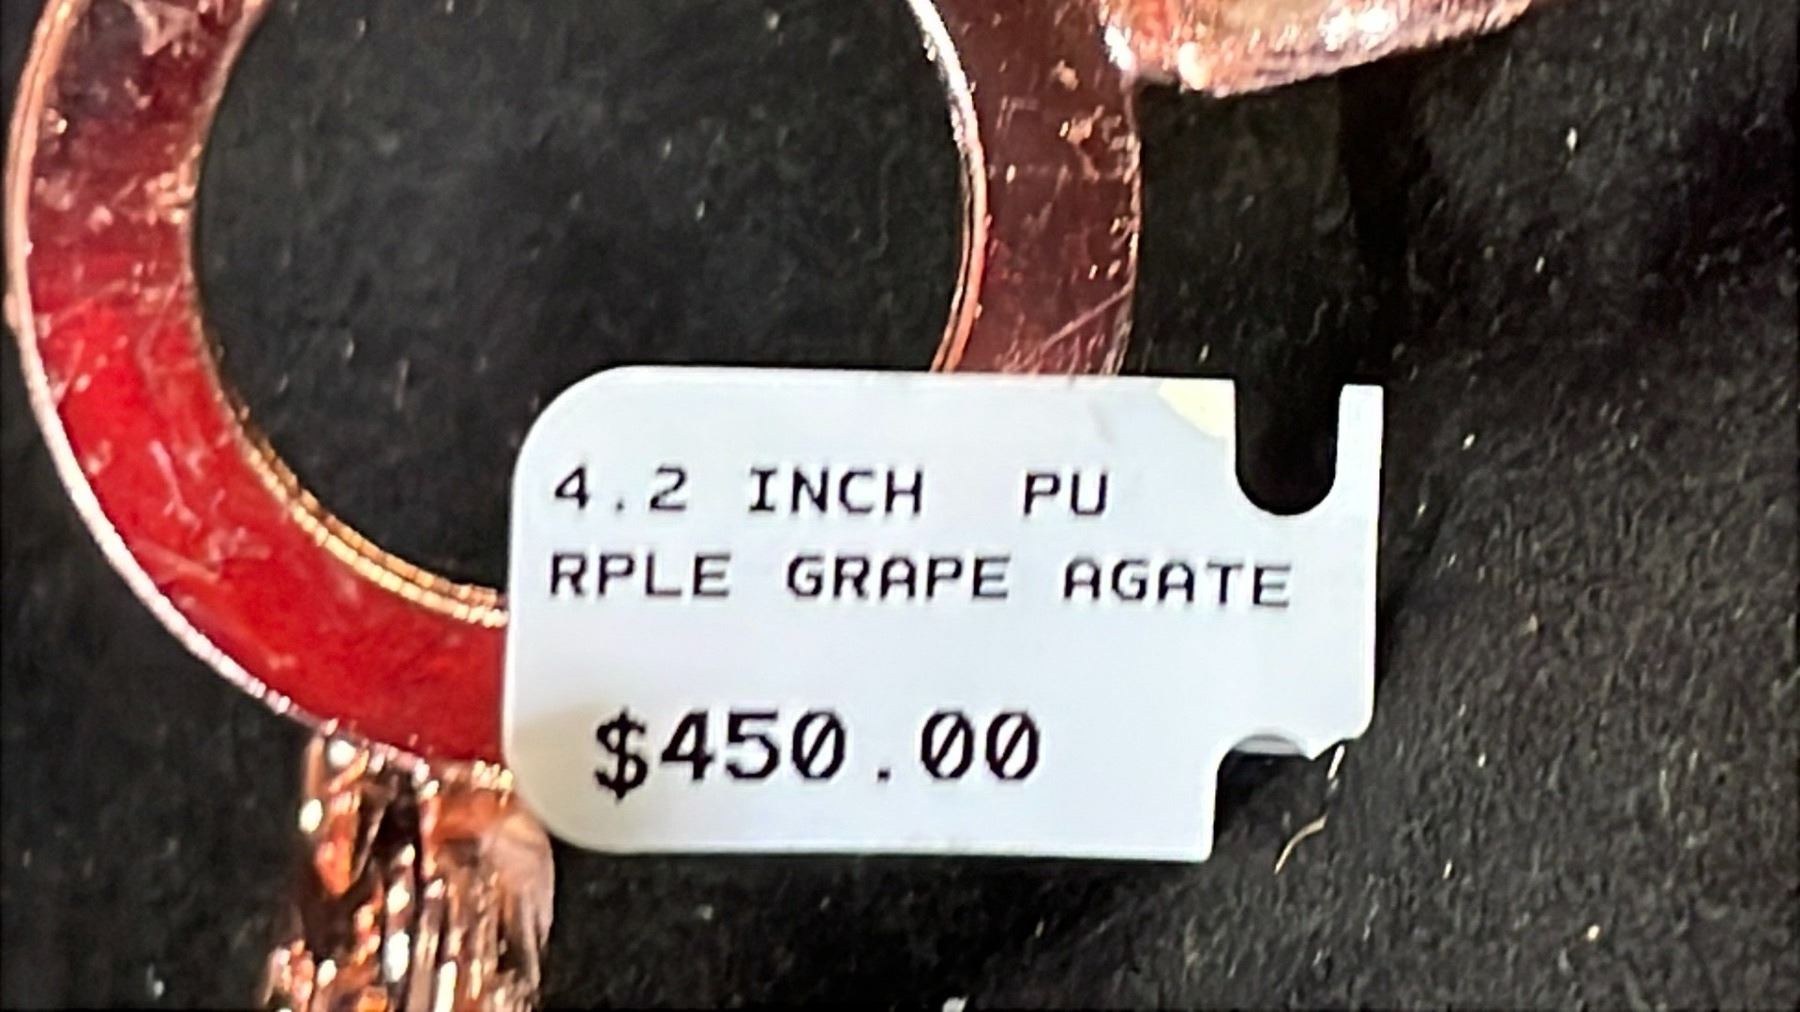 4.2 INCH  PU
RPLE GRAPE AGATE
$450.00